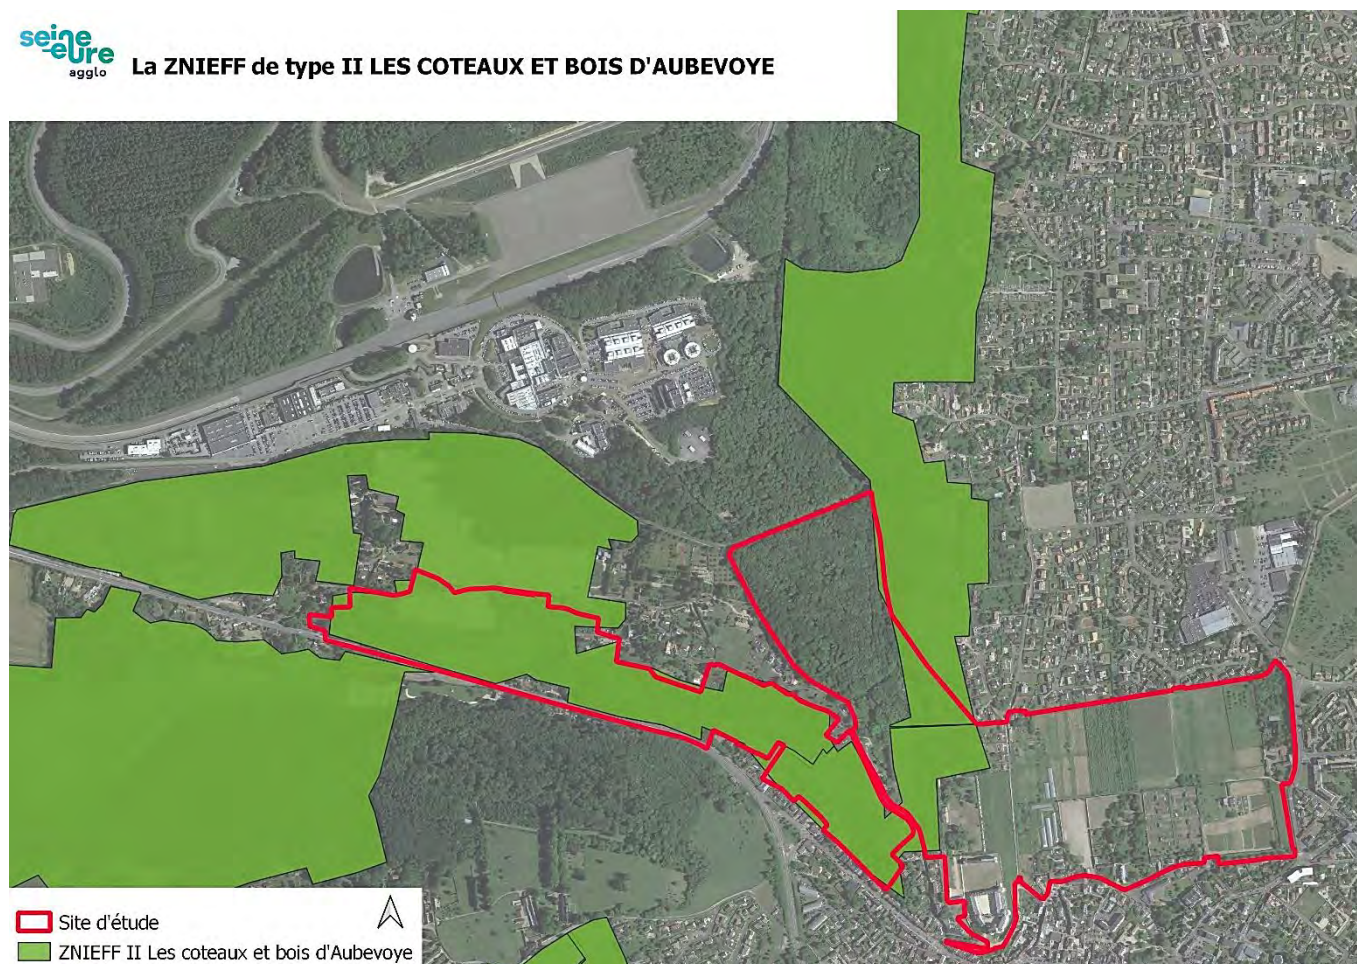 seine
-eure
agglo
La ZNIEFF de type II LES COTEAUX ET BOIS D'AUBEVOYE
Site d'étude
ZNIEFF II Les coteaux et bois d'Aubevoye